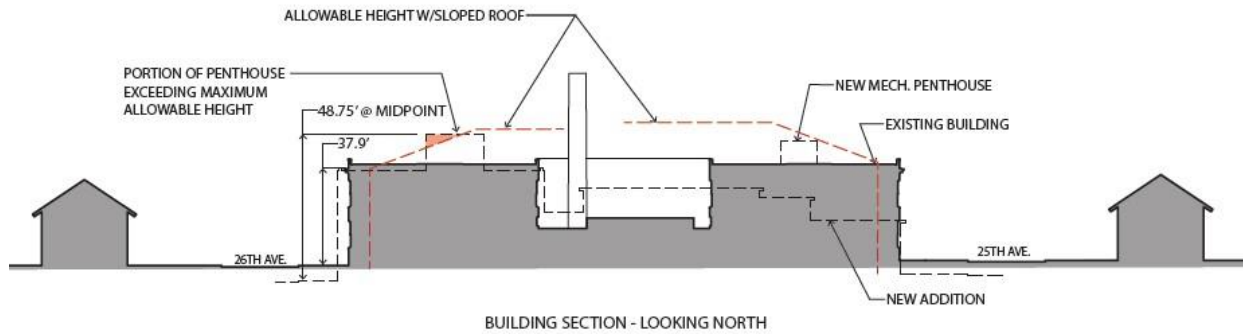 ALLOWABLE HEIGHT W/SLOPED ROOF
PORTION OF PENTHOUSE
EXCEEDING MAXIMUM
ALLOWABLE HEIGHT
48.75' @ MIDPOINT
37.9'
NEW MECH. PENTHOUSE
EXISTING BUILDING
26TH AVE.
25TH AVE.
NEW ADDITION
BUILDING SECTION - LOOKING NORTH